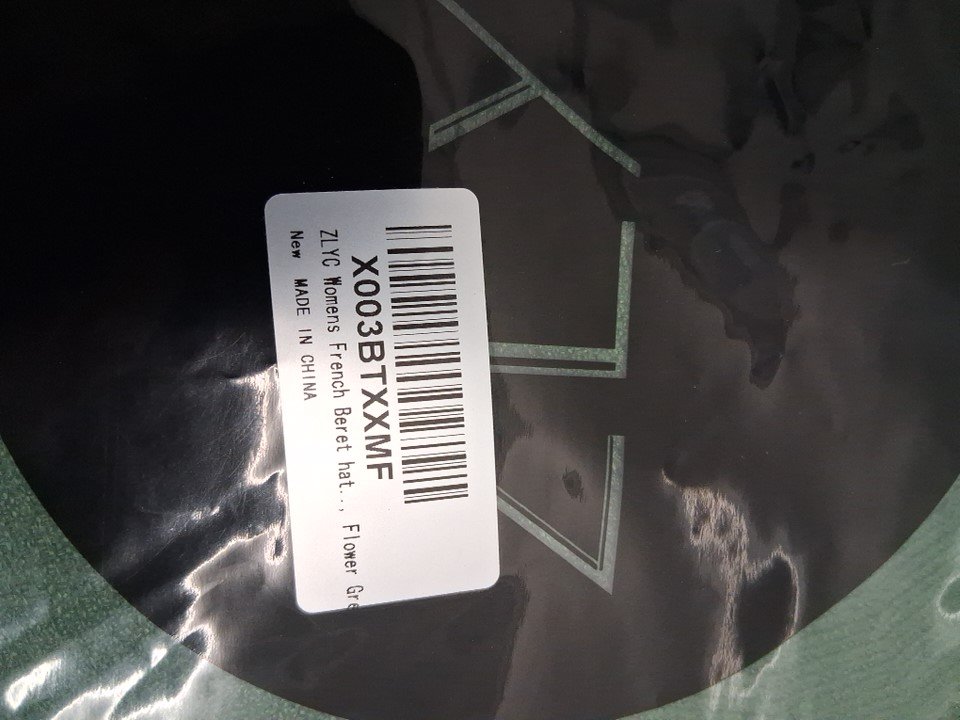 X003BTXXMF
ZLYC Womens French Beret hat.., Flower Gre
New MADE IN CHINA